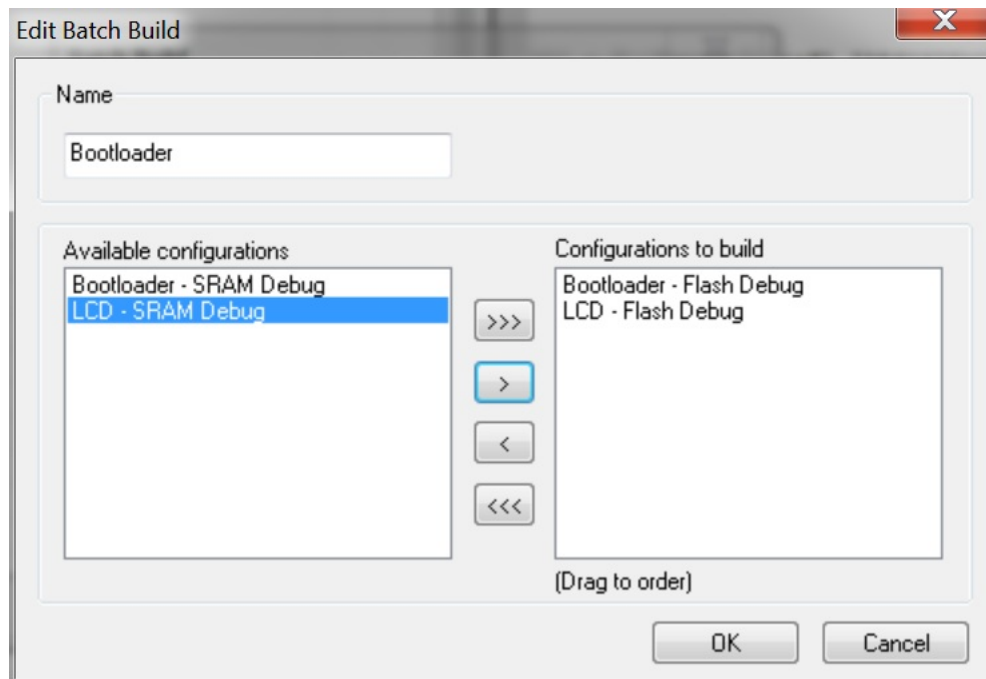 Edit Batch Build
Name
Bootloader
Available configurations
Bootloader - SRAM Debug
LCD - SRAM Debug
>>>
>
<
<<<
Configurations to build
Bootloader - Flash Debug
LCD - Flash Debug
(Drag to order)
OK
Cancel